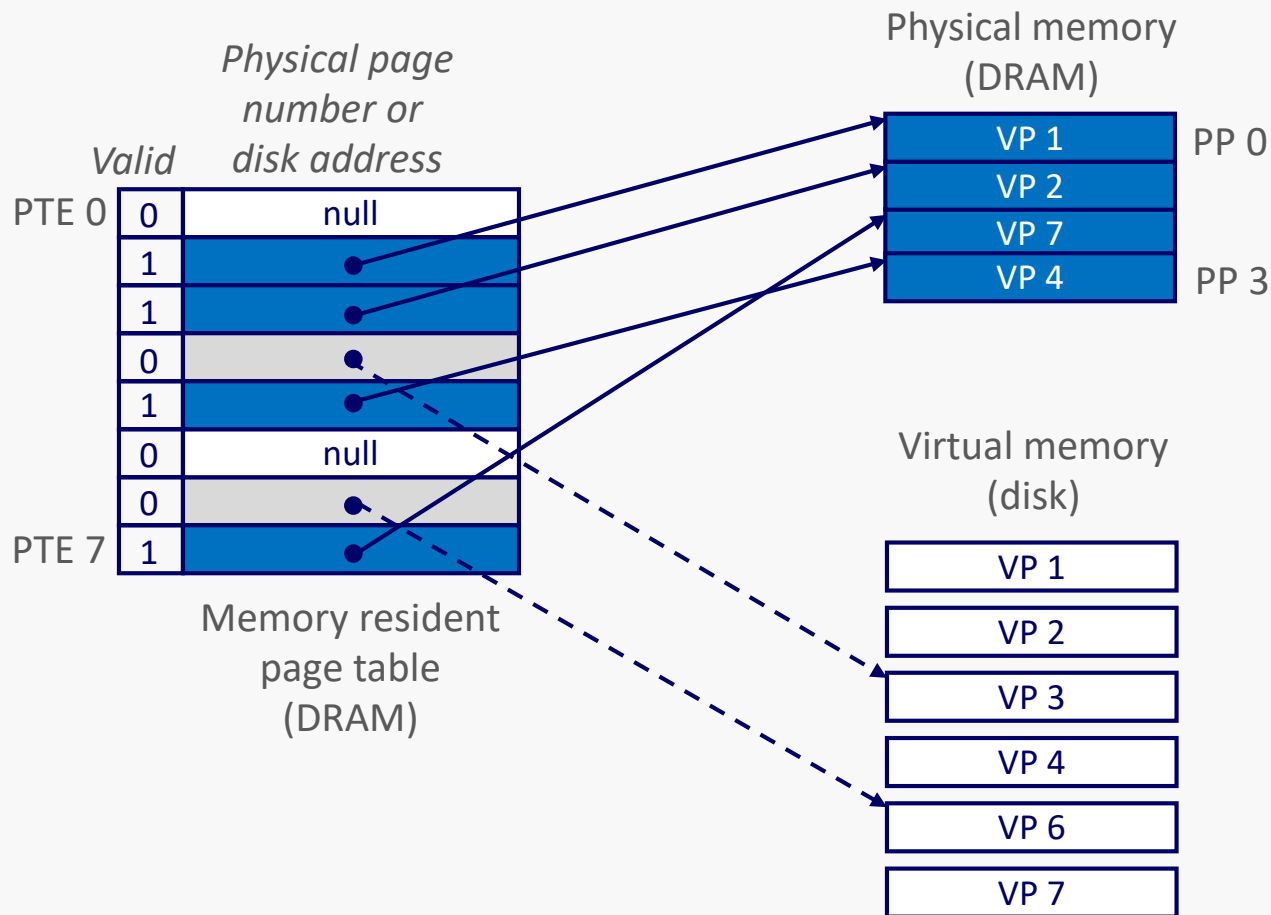 Physical page
number or
disk address
Valid
PTE 0
0
null
1
1
0
1
0
null
0
PTE 7
1
Memory resident
page table
(DRAM)
Physical memory
(DRAM)
VP 1
PP 0
VP 2
VP 7
VP 4
PP 3
Virtual memory
(disk)
VP 1
VP 2
VP 3
VP 4
VP 6
VP 7